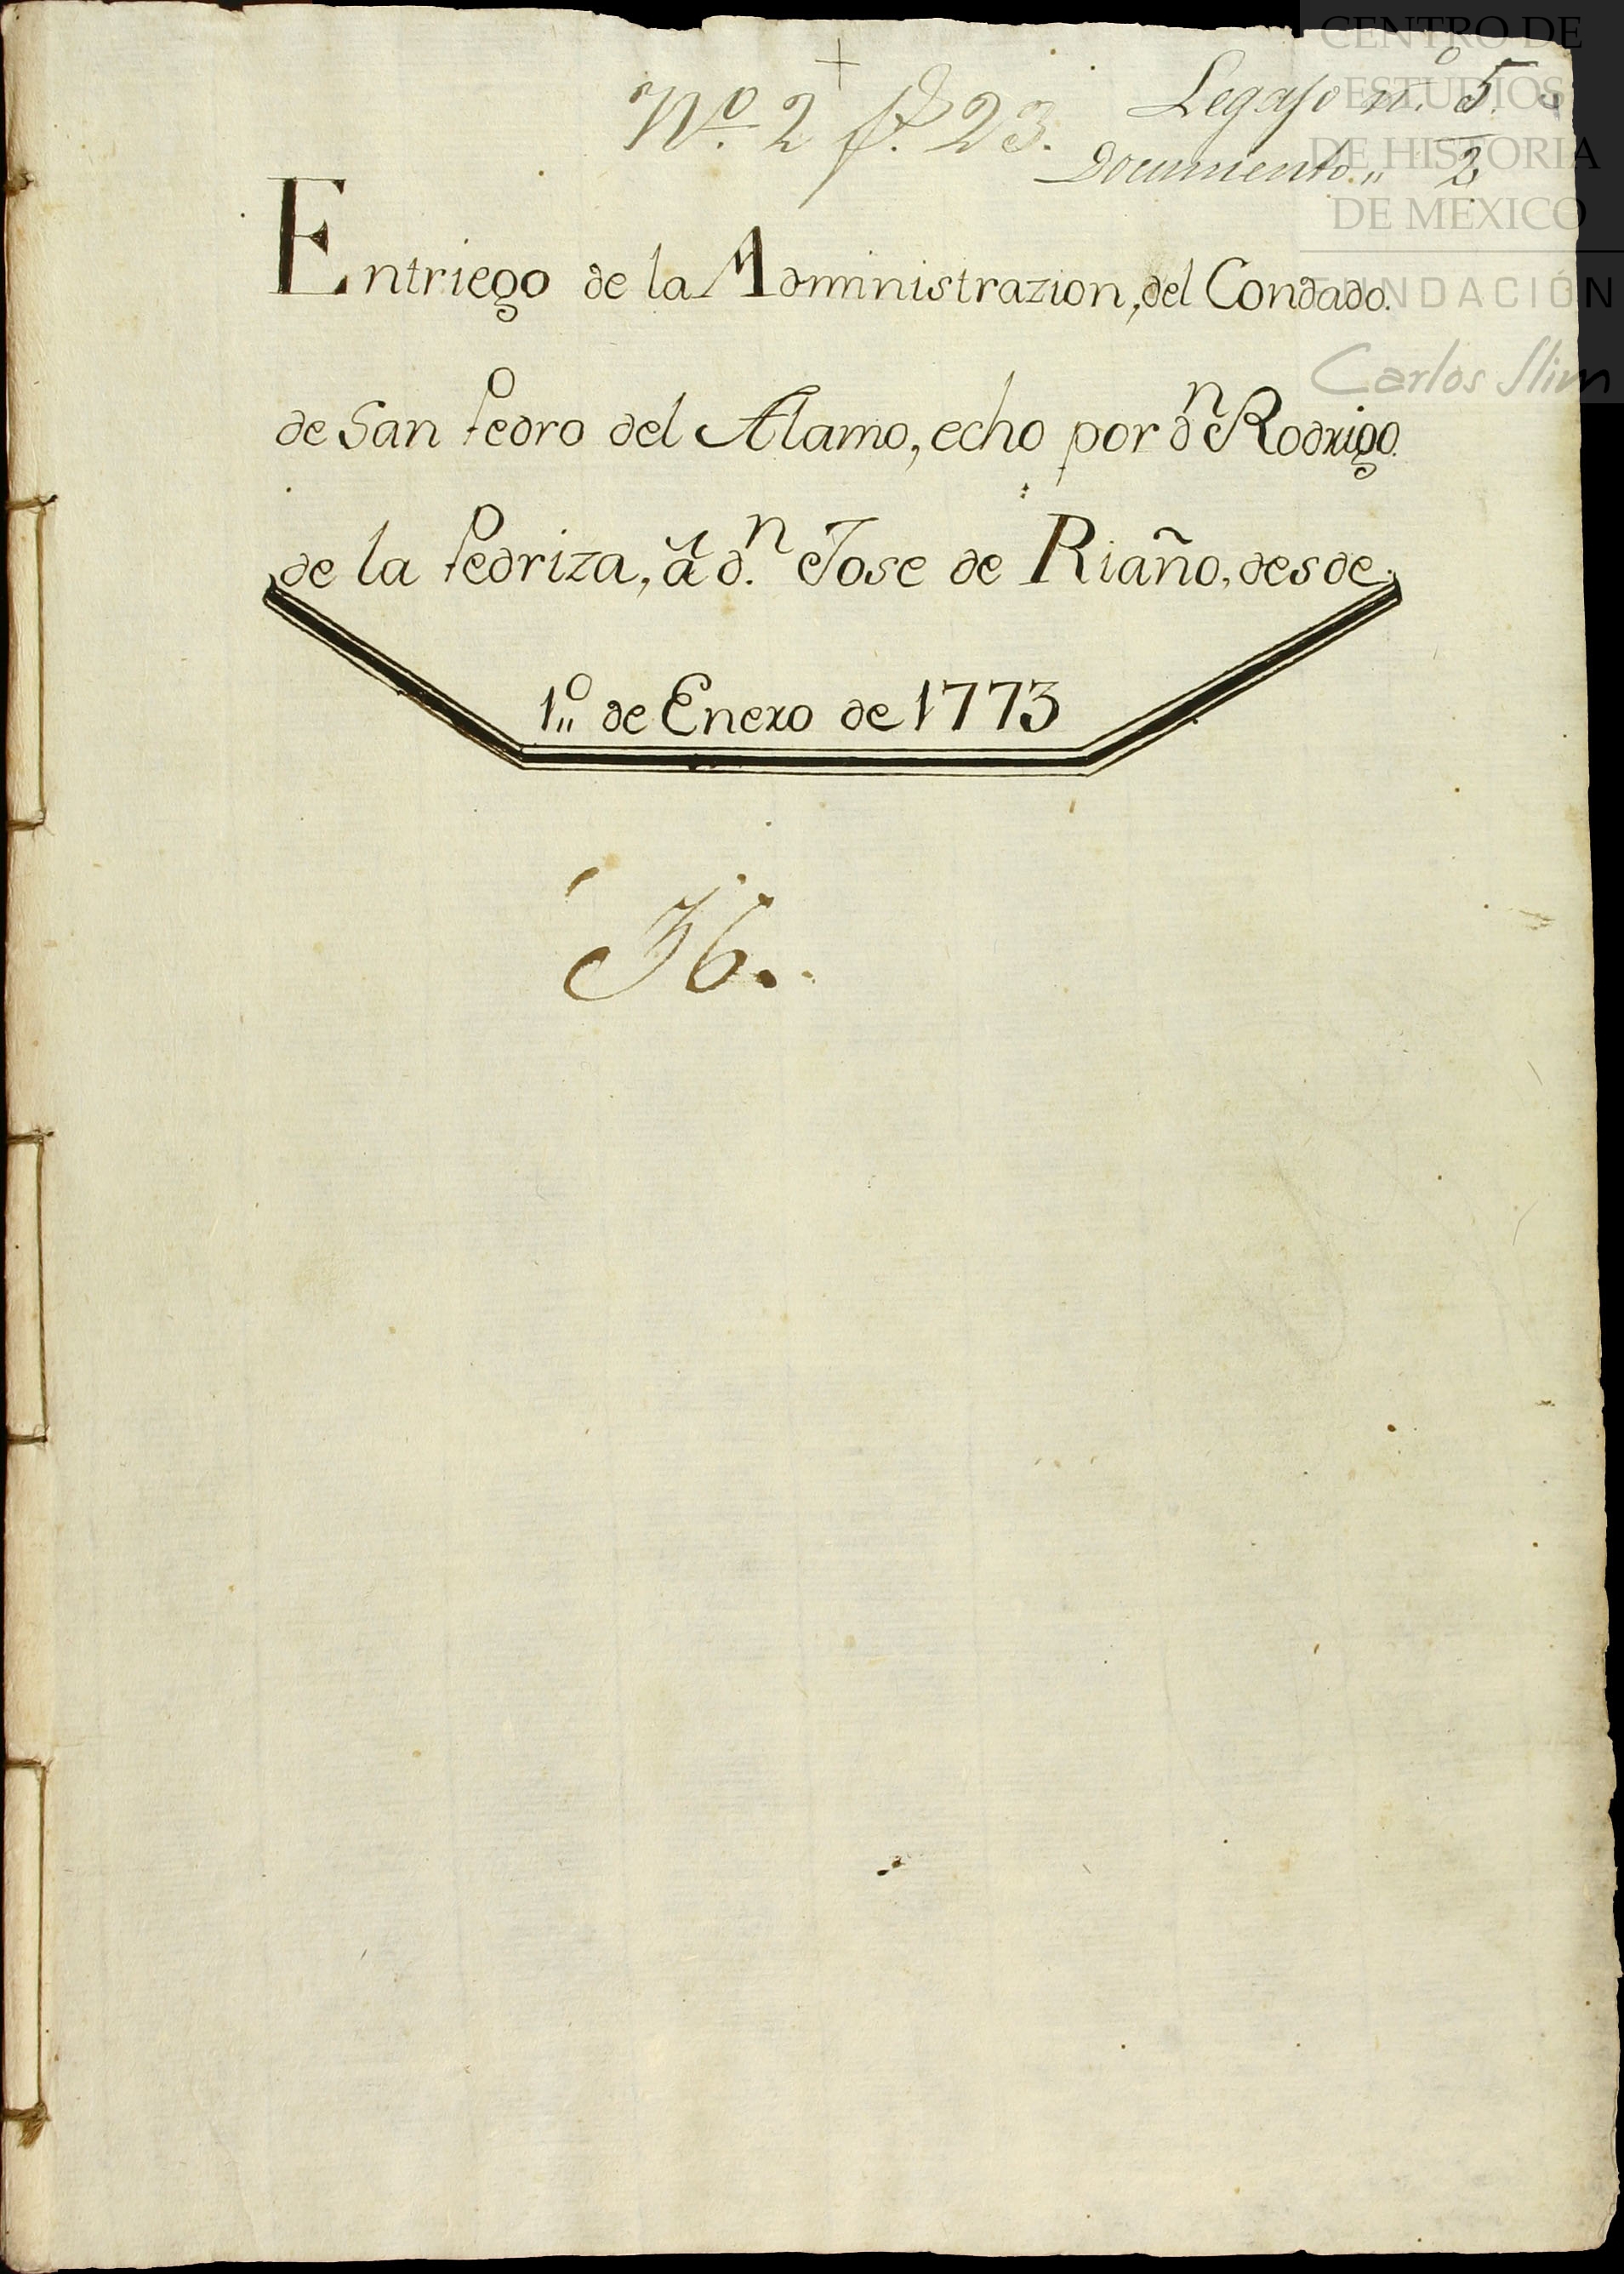 +
Nº. 2 f. 23.
Legajo nº. 5.
Documento „ 2
Entriego de la Administrazion, del Condado.
de San Pedro del Alamo, echo por dⁿ Rodrigo.
de la Pedriza, â d.ⁿ Jose de Riaño, desde.
1º„ de Enero de 1773
36.
CENTRO DE
ESTUDIOS
DE HISTORIA
DE MEXICO
FUNDACIÓN
Carlos Slim